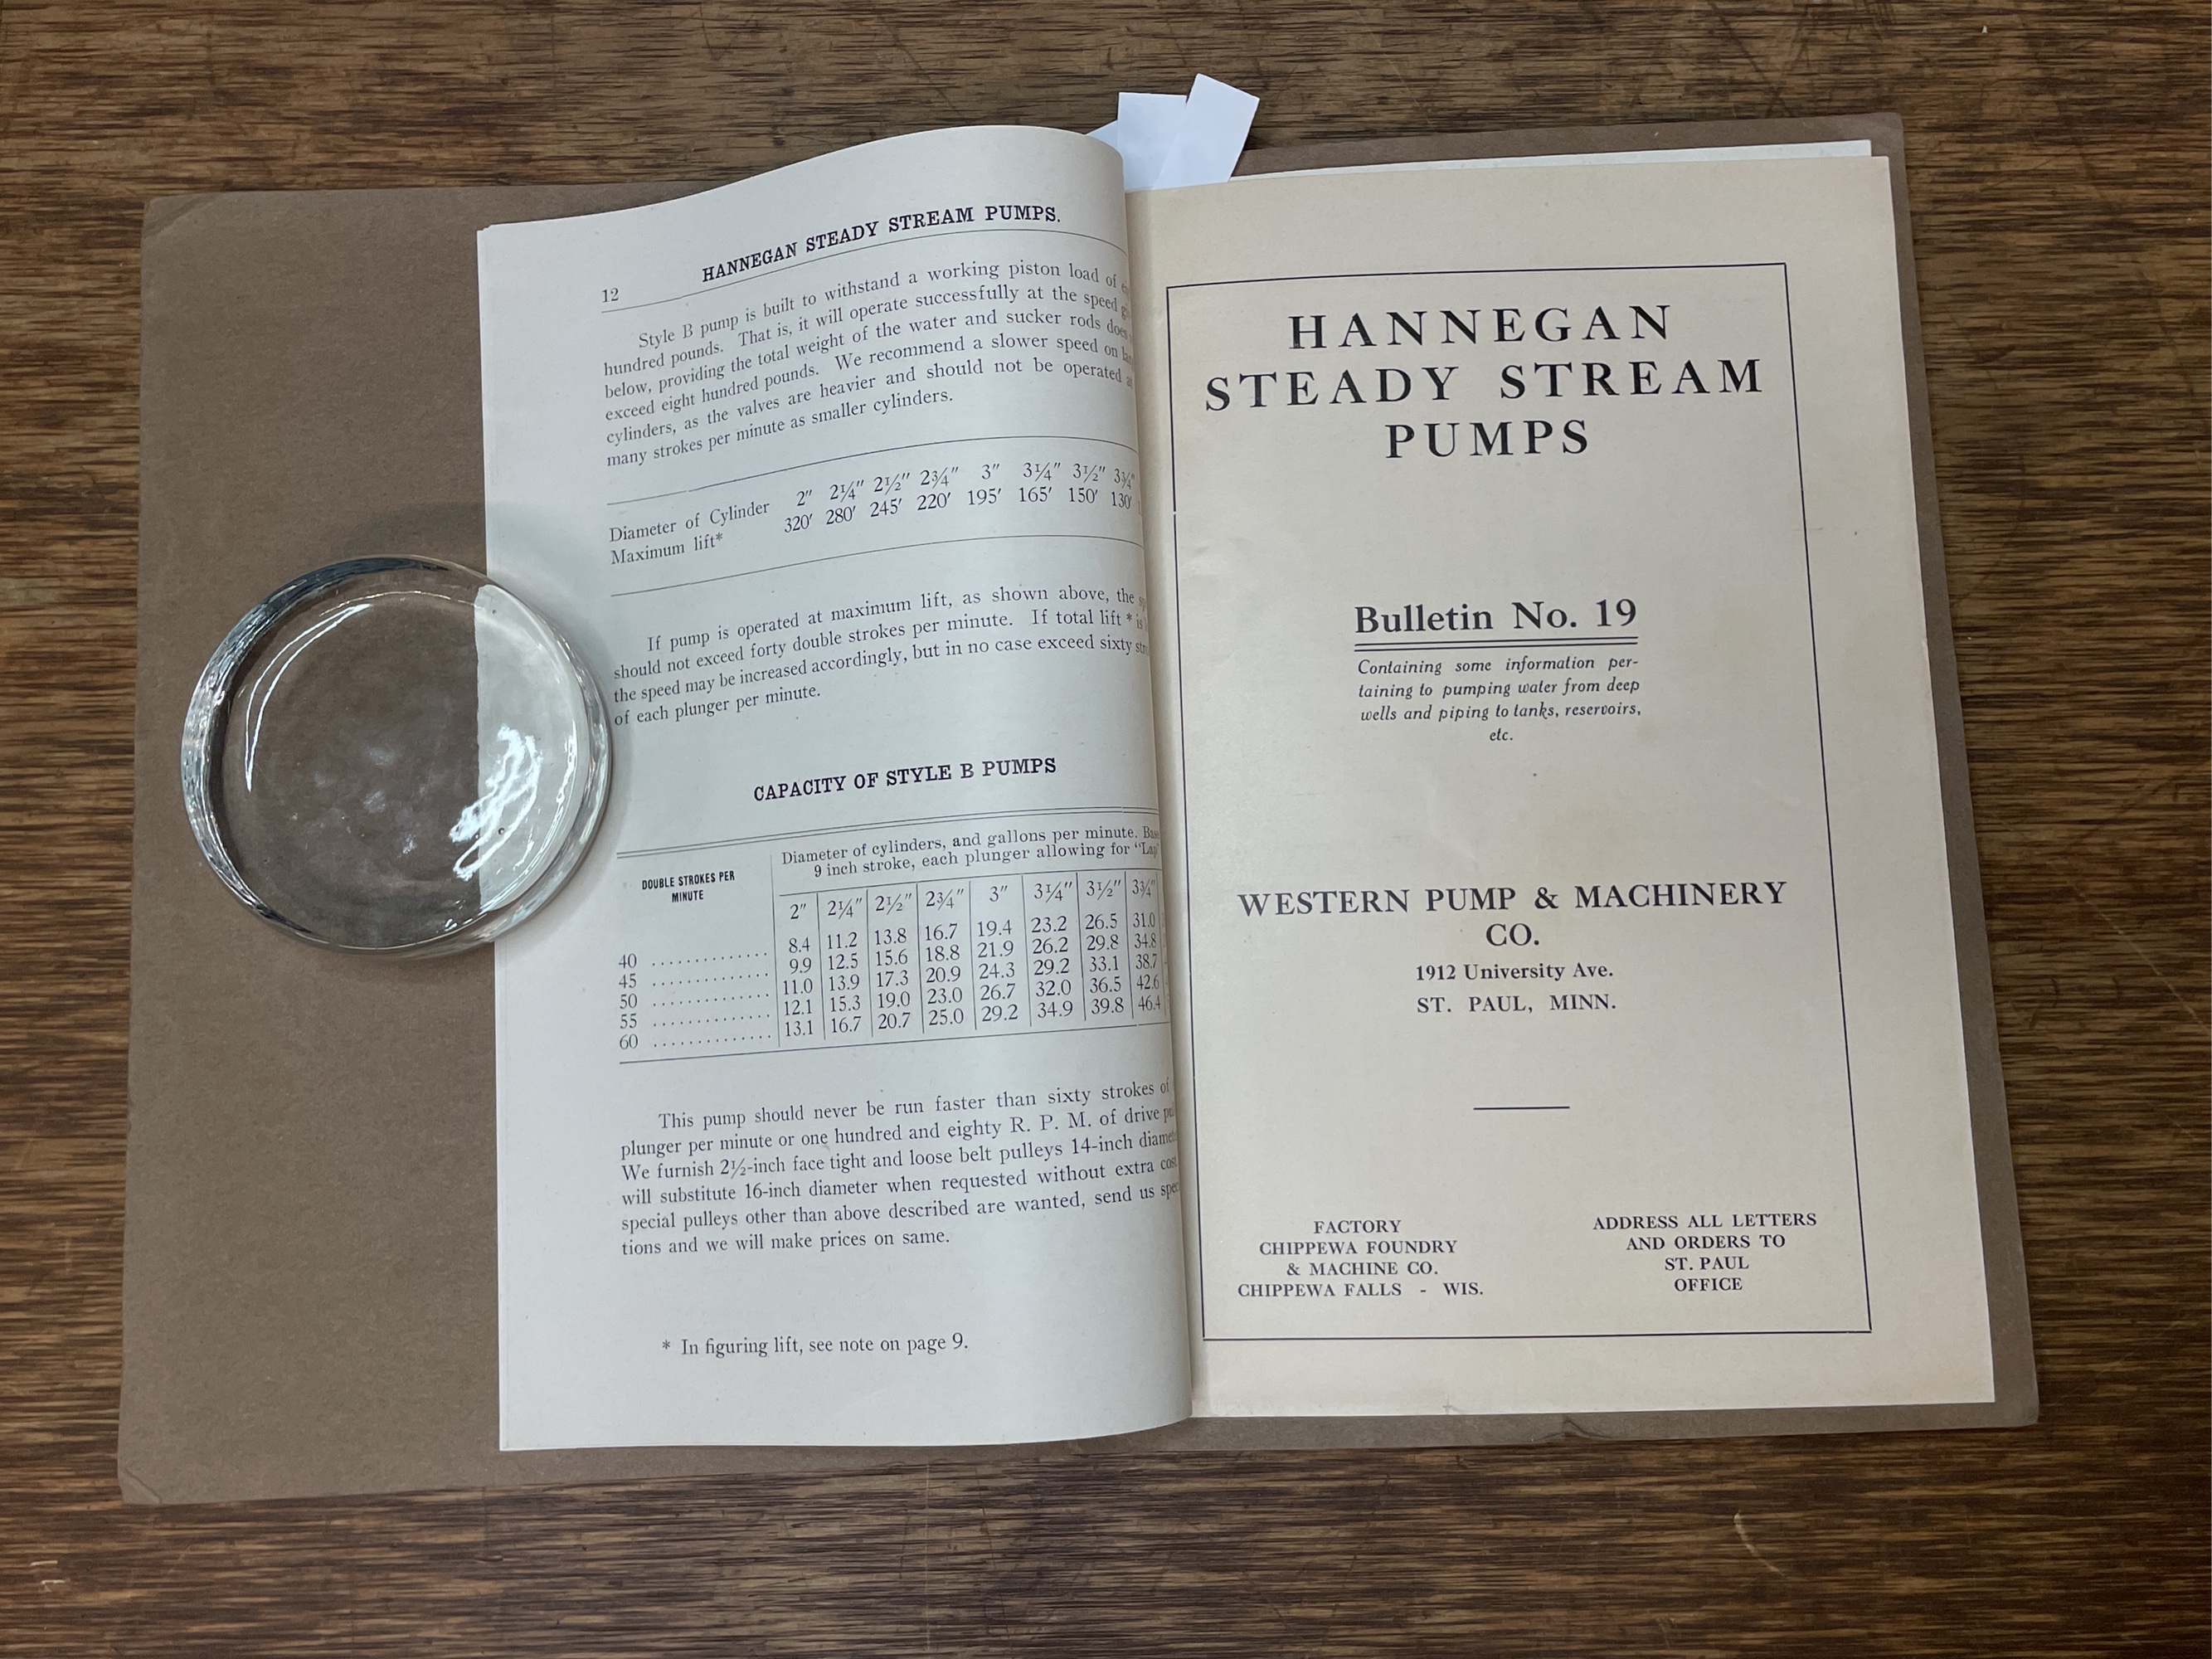 HANNEGAN STEADY STREAM PUMPS.
12
Style B pump is built to withstand a working piston load of
hundred pounds. That is, it will operate successfully at the speed
below, providing the total weight of the water and sucker rods does
exceed eight hundred pounds. We recommend a slower speed on
cylinders, as the valves are heavier and should not be operated
many strokes per minute as smaller cylinders.
Diameter of Cylinder 2" 2¼" 2½" 2¾" 3" 3¼" 3½" 3¾"
Maximum lift* 320' 280' 245' 220' 195' 165' 150' 130'
If pump is operated at maximum lift, as shown above, the
should not exceed forty double strokes per minute. If total lift * is
the speed may be increased accordingly, but in no case exceed sixty
of each plunger per minute.
CAPACITY OF STYLE B PUMPS
DOUBLE STROKES PER
MINUTE
Diameter of cylinders, and gallons per minute.
9 inch stroke, each plunger allowing for "Lap"
2" 2¼" 2½" 2¾" 3" 3¼" 3½" 3¾"
40 .............. 8.4 11.2 13.8 16.7 19.4 23.2 26.5 31.0
45 .............. 9.9 12.5 15.6 18.8 21.9 26.2 29.8 34.8
50 .............. 11.0 13.9 17.3 20.9 24.3 29.2 33.1 38.7
55 .............. 12.1 15.3 19.0 23.0 26.7 32.0 36.5 42.6
60 .............. 13.1 16.7 20.7 25.0 29.2 34.9 39.8 46.4
This pump should never be run faster than sixty strokes of
plunger per minute or one hundred and eighty R. P. M. of drive
We furnish 2½-inch face tight and loose belt pulleys 14-inch
will substitute 16-inch diameter when requested without extra
special pulleys other than above described are wanted, send us
tions and we will make prices on same.
* In figuring lift, see note on page 9.
HANNEGAN
STEADY STREAM
PUMPS
Bulletin No. 19
Containing some information per-
taining to pumping water from deep
wells and piping to tanks, reservoirs,
etc.
WESTERN PUMP & MACHINERY
CO.
1912 University Ave.
ST. PAUL, MINN.
FACTORY
CHIPPEWA FOUNDRY
& MACHINE CO.
CHIPPEWA FALLS - WIS.
ADDRESS ALL LETTERS
AND ORDERS TO
ST. PAUL
OFFICE